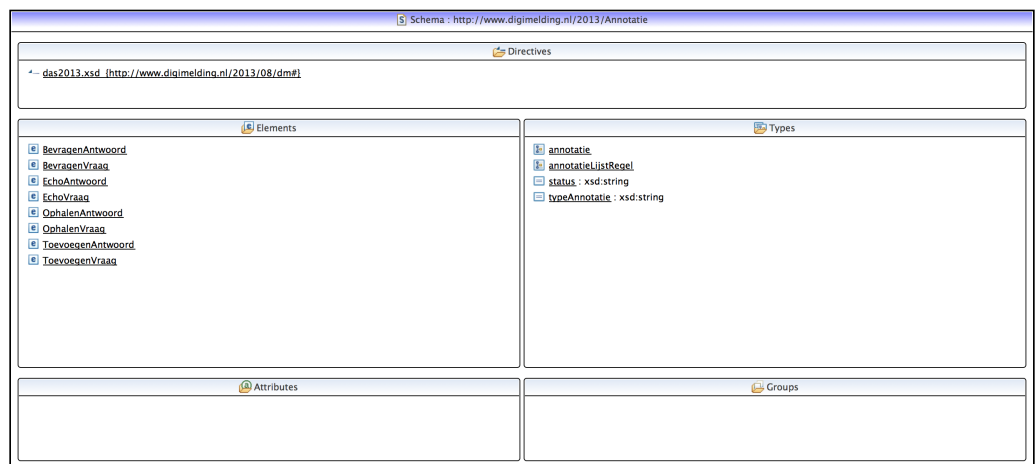 Schema : http://www.digimelding.nl/2013/Annotatie
Directives
das2013.xsd {http://www.digimelding.nl/2013/08/dm#}
Elements
BevragenAntwoord
BevragenVraag
EchoAntwoord
EchoVraag
OphalenAntwoord
OphalenVraag
ToevoegenAntwoord
ToevoegenVraag
Types
annotatie
annotatieLijstRegel
status : xsd:string
typeAnnotatie : xsd:string
Attributes
Groups